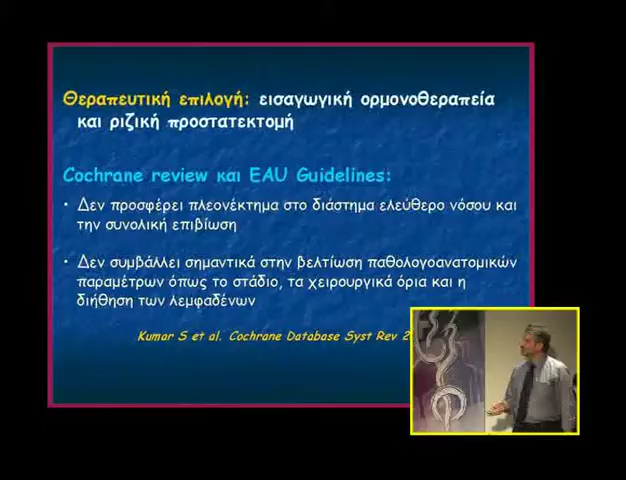 Θεραπευτική επιλογή: εισαγωγική ορμονοθεραπεία
και ριζική προστατεκτομή
Cochrane review και EAU Guidelines:
• Δεν προσφέρει πλεονέκτημα στο διάστημα ελεύθερο νόσου και
την συνολική επιβίωση
• Δεν συμβάλλει σημαντικά στην βελτίωση παθολογοανατομικών
παραμέτρων όπως το στάδιο, τα χειρουργικά όρια και η
διήθηση των λεμφαδένων
Kumar S et al. Cochrane Database Syst Rev